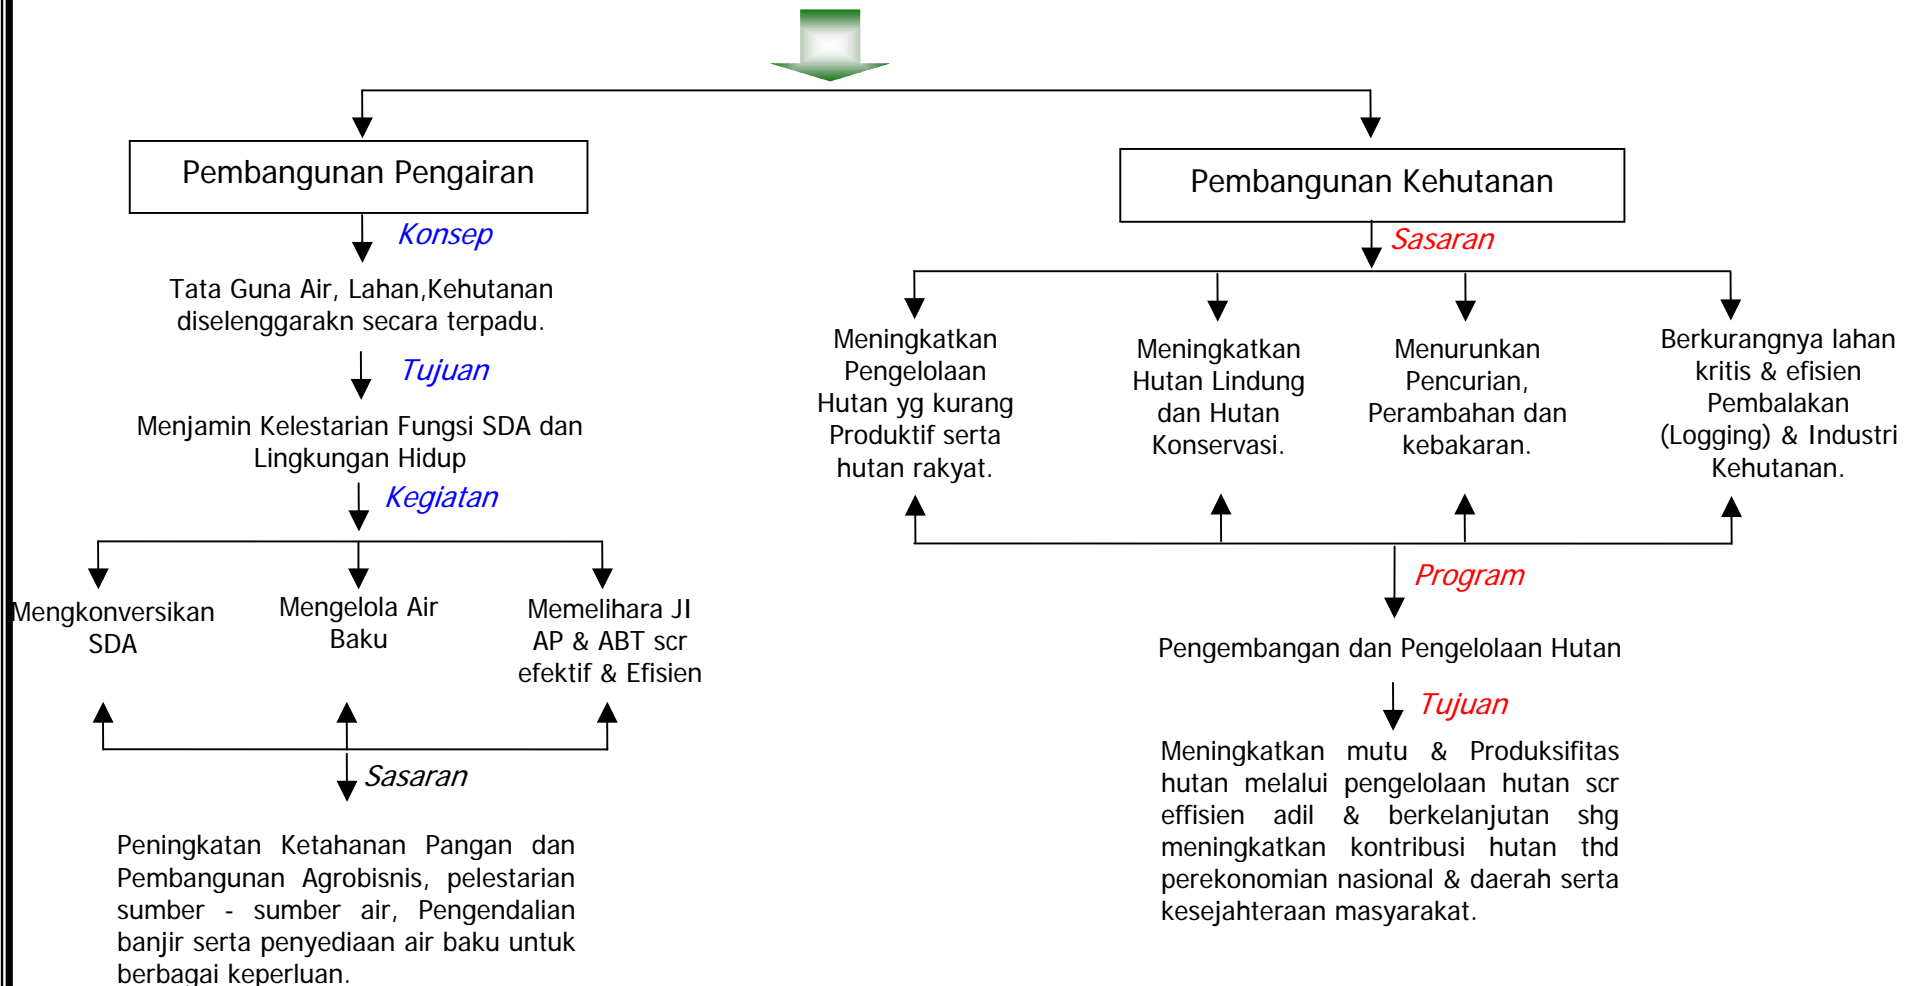 Pembangunan Pengairan
Konsep
Tata Guna Air, Lahan,Kehutanan
diselenggarakn secara terpadu.
Tujuan
Menjamin Kelestarian Fungsi SDA dan
Lingkungan Hidup
Kegiatan
Mengkonversikan
SDA
Mengelola Air
Baku
Memelihara JI
AP & ABT scr
efektif & Efisien
Sasaran
Peningkatan Ketahanan Pangan dan
Pembangunan Agrobisnis, pelestarian
sumber - sumber air, Pengendalian
banjir serta penyediaan air baku untuk
berbagai keperluan.
Pembangunan Kehutanan
Sasaran
Meningkatkan
Pengelolaan
Hutan yg kurang
Produktif serta
hutan rakyat.
Meningkatkan
Hutan Lindung
dan Hutan
Konservasi.
Menurunkan
Pencurian,
Perambahan dan
kebakaran.
Berkurangnya lahan
kritis & efisien
Pembalakan
(Logging) & Industri
Kehutanan.
Program
Pengembangan dan Pengelolaan Hutan
Tujuan
Meningkatkan mutu & Produksifitas
hutan melalui pengelolaan hutan scr
effisien adil & berkelanjutan shg
meningkatkan kontribusi hutan thd
perekonomian nasional & daerah serta
kesejahteraan masyarakat.